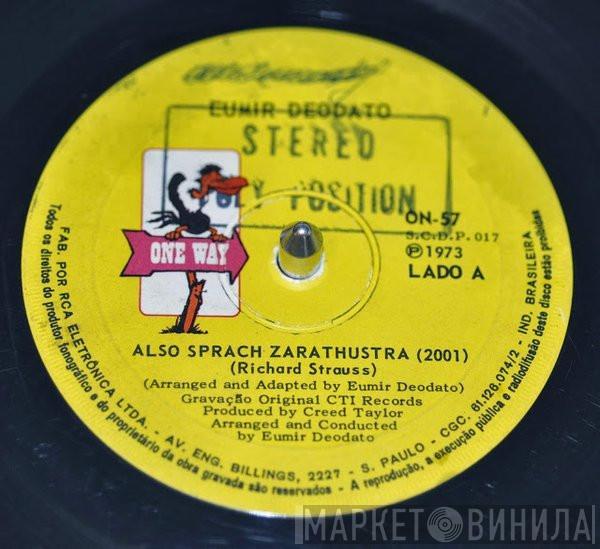 EUMIR DEODATO
STEREO
POLY POSITION
ONE WAY
ON-57
S.C.D.P. 017
℗ 1973
LADO A
ALSO SPRACH ZARATHUSTRA (2001)
(Richard Strauss)
(Arranged and Adapted by Eumir Deodato)
Gravação Original CTI Records
Produced by Creed Taylor
Arranged and Conducted
by Eumir Deodato
FAB. POR RCA ELETRÔNICA LTDA. - AV. ENG. BILLINGS, 2227 - S. PAULO - CGC. 61.126.074/2 - IND. BRASILEIRA
Todos os direitos do produtor fonográfico e do proprietário da obra gravada são reservados - A reprodução, a execução pública e radiodifusão deste disco estão proibidas
МАРКЕТ ВИНИЛА